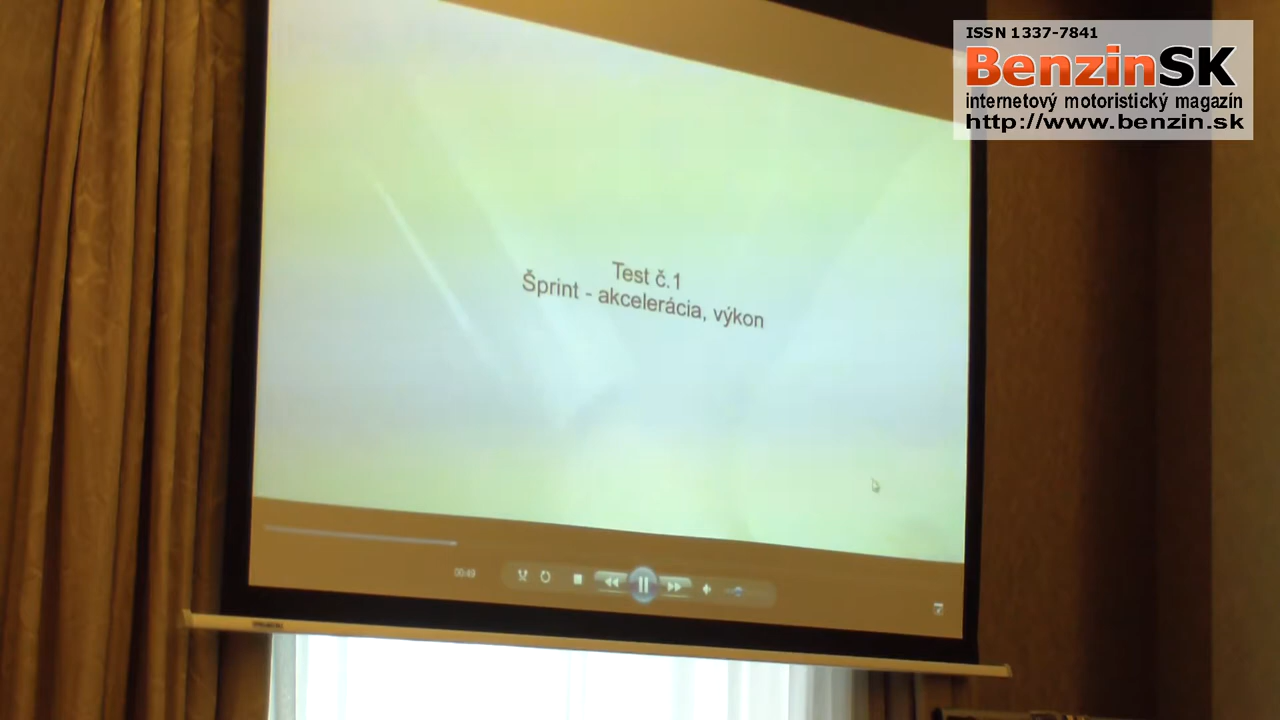 ISSN 1337-7841
BenzinSK
internetový motoristický magazín
http://www.benzin.sk
Test č.1
Šprint - akcelerácia, výkon
00:49